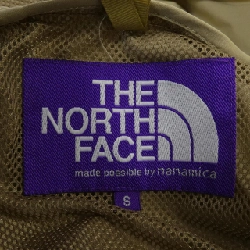 THE
NORTH
FACE
made possible by nanamica
S